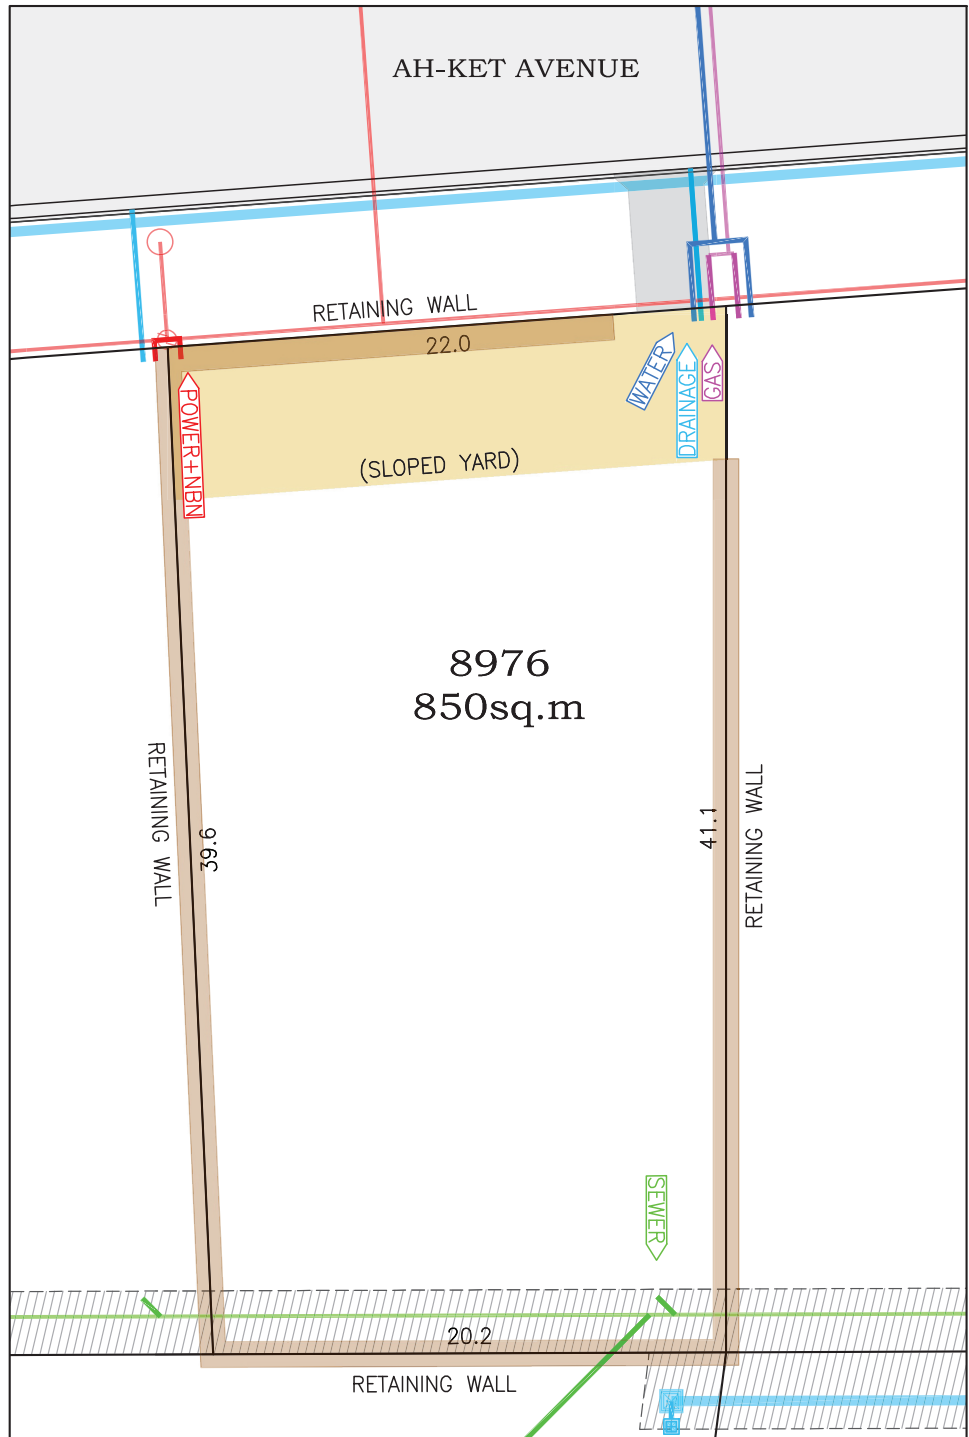 AH-KET AVENUE
RETAINING WALL
22.0
WATER
DRAINAGE
GAS
POWER+NBN
(SLOPED YARD)
8976
850sq.m
RETAINING WALL
39.6
41.1
RETAINING WALL
SEWER
20.2
RETAINING WALL